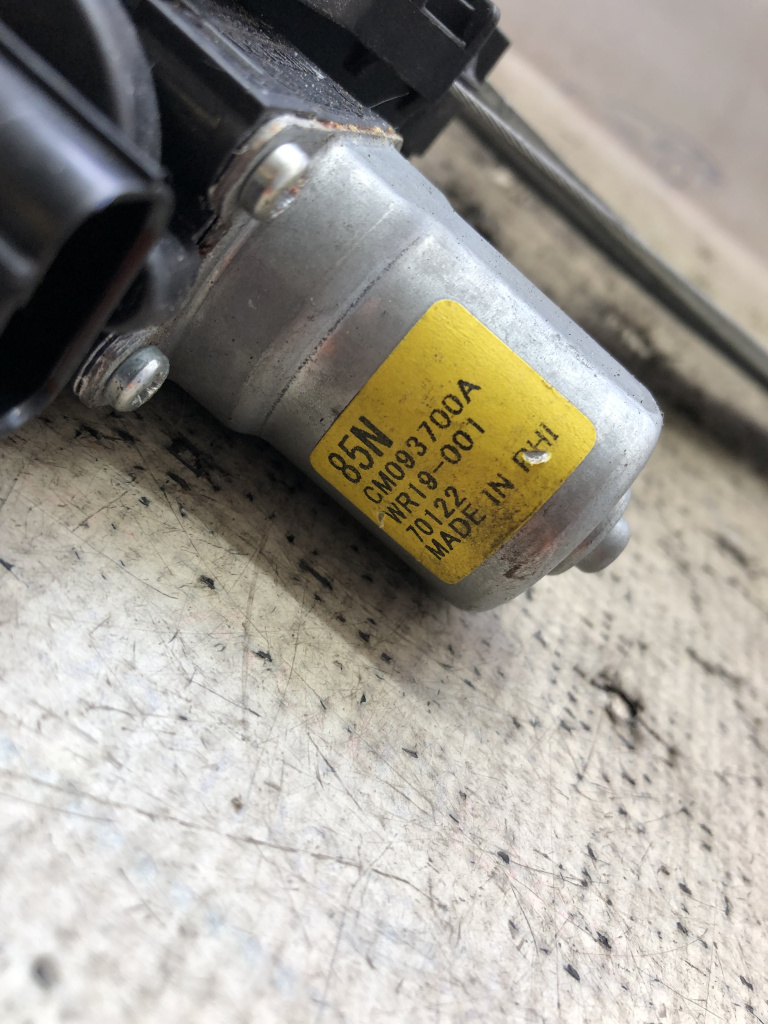 85N
CM093700A
WR19-001
70122
MADE IN PHI